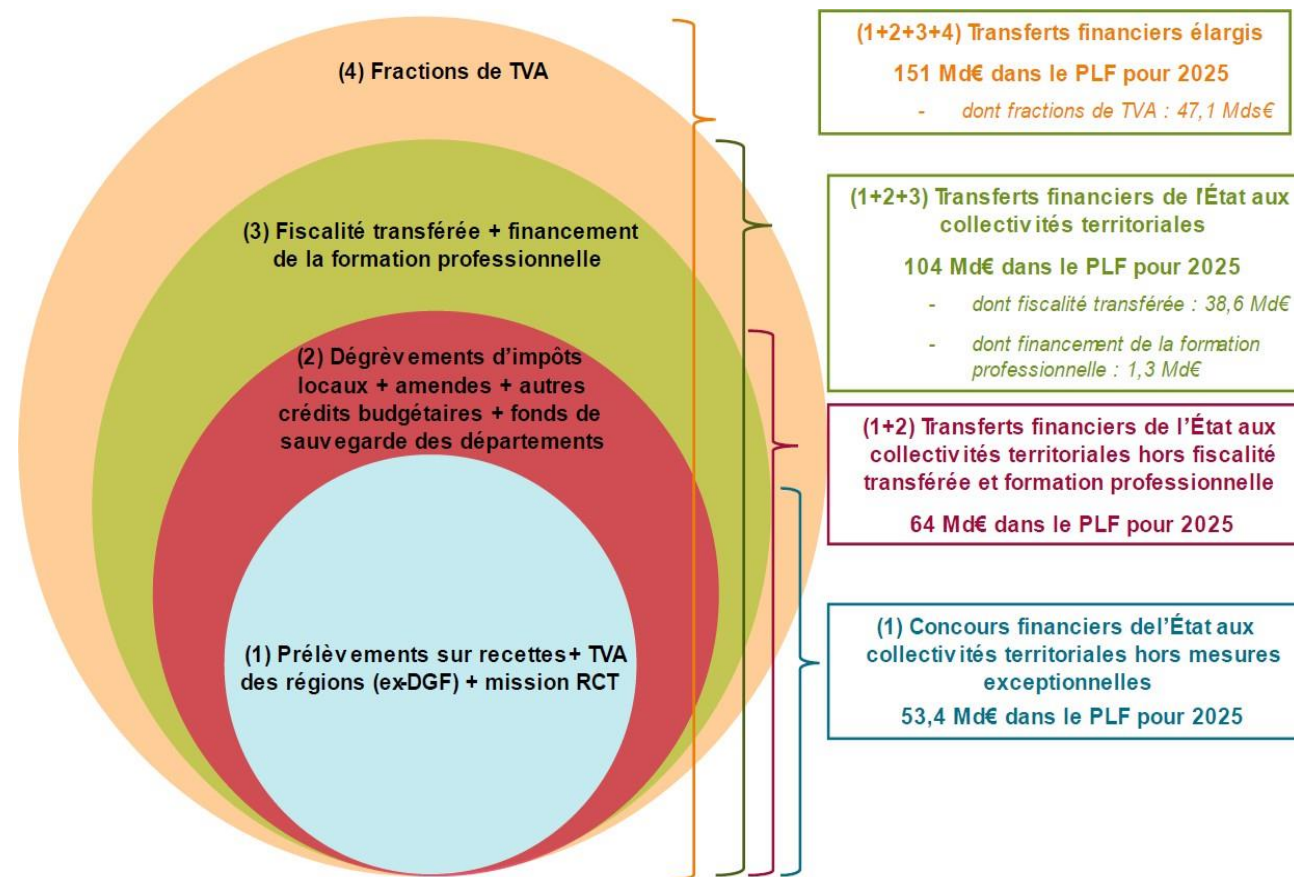 (4) Fractions de TVA
(3) Fiscalité transférée + financement
de la formation professionnelle
(2) Dégrèvements d'impôts
locaux + amendes + autres
crédits budgétaires + fonds de
sauvegarde des départements
(1) Prélèvements sur recettes + TVA
des régions (ex-DGF) + mission RCT
(1+2+3+4) Transferts financiers élargis
151 Md€ dans le PLF pour 2025
- dont fractions de TVA : 47,1 Mds€
(1+2+3) Transferts financiers de l'État aux
collectivités territoriales
104 Md€ dans le PLF pour 2025
- dont fiscalité transférée : 38,6 Md€
- dont financement de la formation
professionnelle : 1,3 Md€
(1+2) Transferts financiers de l'État aux
collectivités territoriales hors fiscalité
transférée et formation professionnelle
64 Md€ dans le PLF pour 2025
(1) Concours financiers del'État aux
collectivités territoriales hors mesures
exceptionnelles
53,4 Md€ dans le PLF pour 2025